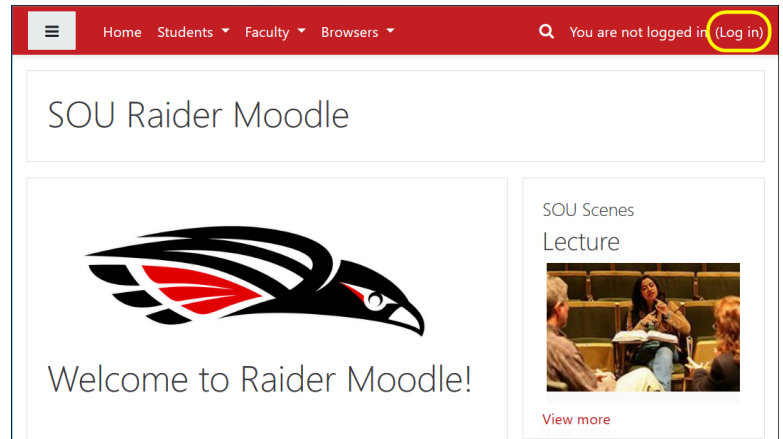 Home Students Faculty Browsers You are not logged in (Log in)
SOU Raider Moodle
Welcome to Raider Moodle!
SOU Scenes
Lecture
View more